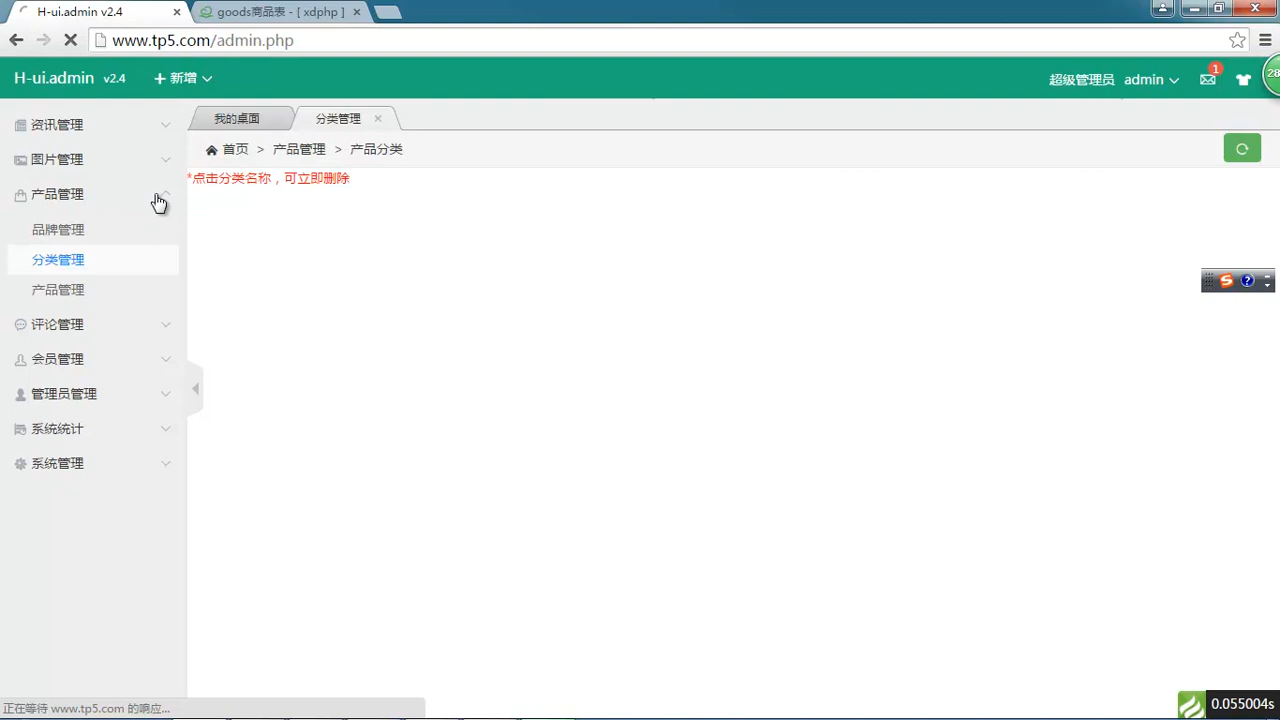 H-ui.admin v2.4
goods商品表 - [ xdphp ]
www.tp5.com/admin.php
H-ui.admin v2.4 新增
超级管理员 admin 1
28
资讯管理
图片管理
产品管理
品牌管理
分类管理
产品管理
评论管理
会员管理
管理员管理
系统统计
系统管理
我的桌面 分类管理
首页 > 产品管理 > 产品分类
*点击分类名称，可立即删除
正在等待 www.tp5.com 的响应...
0.055004s